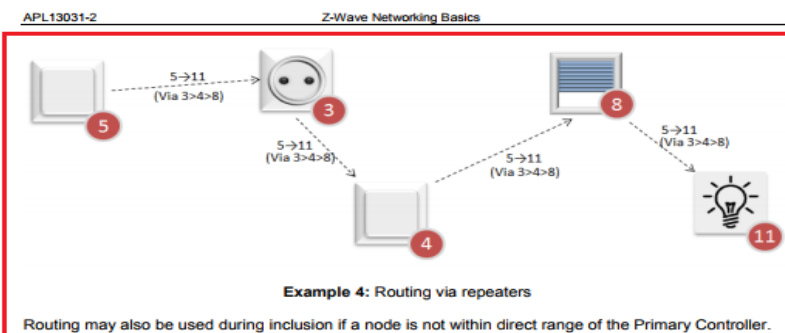 APL13031-2 Z-Wave Networking Basics
5→11
(Via 3>4>8)
3
5
5→11
(Via 3>4>8)
8
5→11
(Via 3>4>8)
5→11
(Via 3>4>8)
4
11
Example 4: Routing via repeaters
Routing may also be used during inclusion if a node is not within direct range of the Primary Controller.